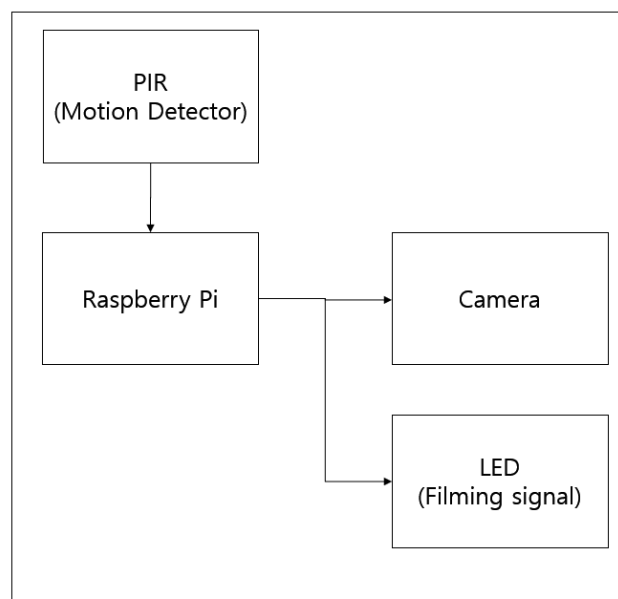 PIR
(Motion Detector)
Raspberry Pi
Camera
LED
(Filming signal)